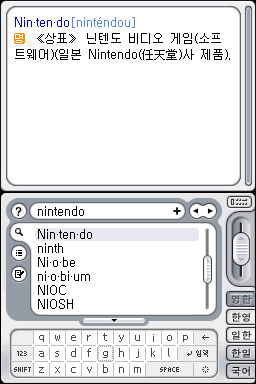 Nin·ten·do[ninténdou]
명 《상표》 닌텐도 비디오 게임(소프
트웨어)(일본 Nintendo(任天堂)사 제품).
? nintendo +
Nin·ten·do
ninth
Ni·o·be
ni·o·bi·um
NIOC
NIOSH
영한
한영
일한
한일
국어
q w e r t y u i o p ←
123 a s d f g h j k l ↵ 입력
SHIFT z x c v b n m SPACE